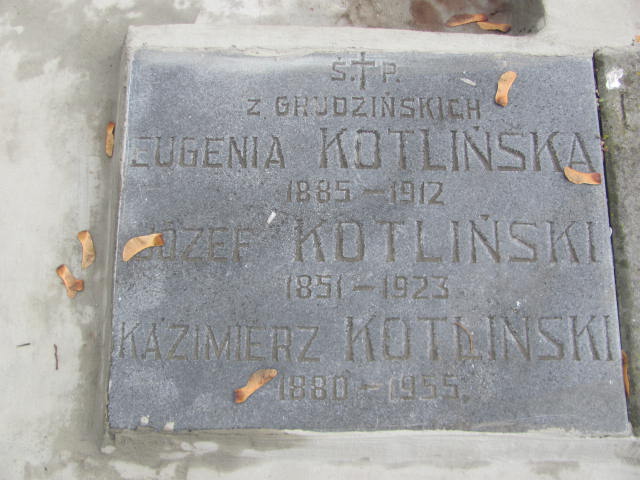 Ś.†P.
Z GRUDZIŃSKICH
EUGENIA KOTLIŃSKA
1885-1912
JÓZEF KOTLIŃSKI
1851-1923
KAZIMIERZ KOTLIŃSKI
1880-1955.